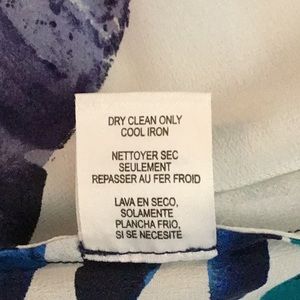 DRY CLEAN ONLY
COOL IRON
NETTOYER SEC
SEULEMENT
REPASSER AU FER FROID
LAVA EN SECO,
SOLAMENTE
PLANCHA FRIO,
SI SE NECESITE